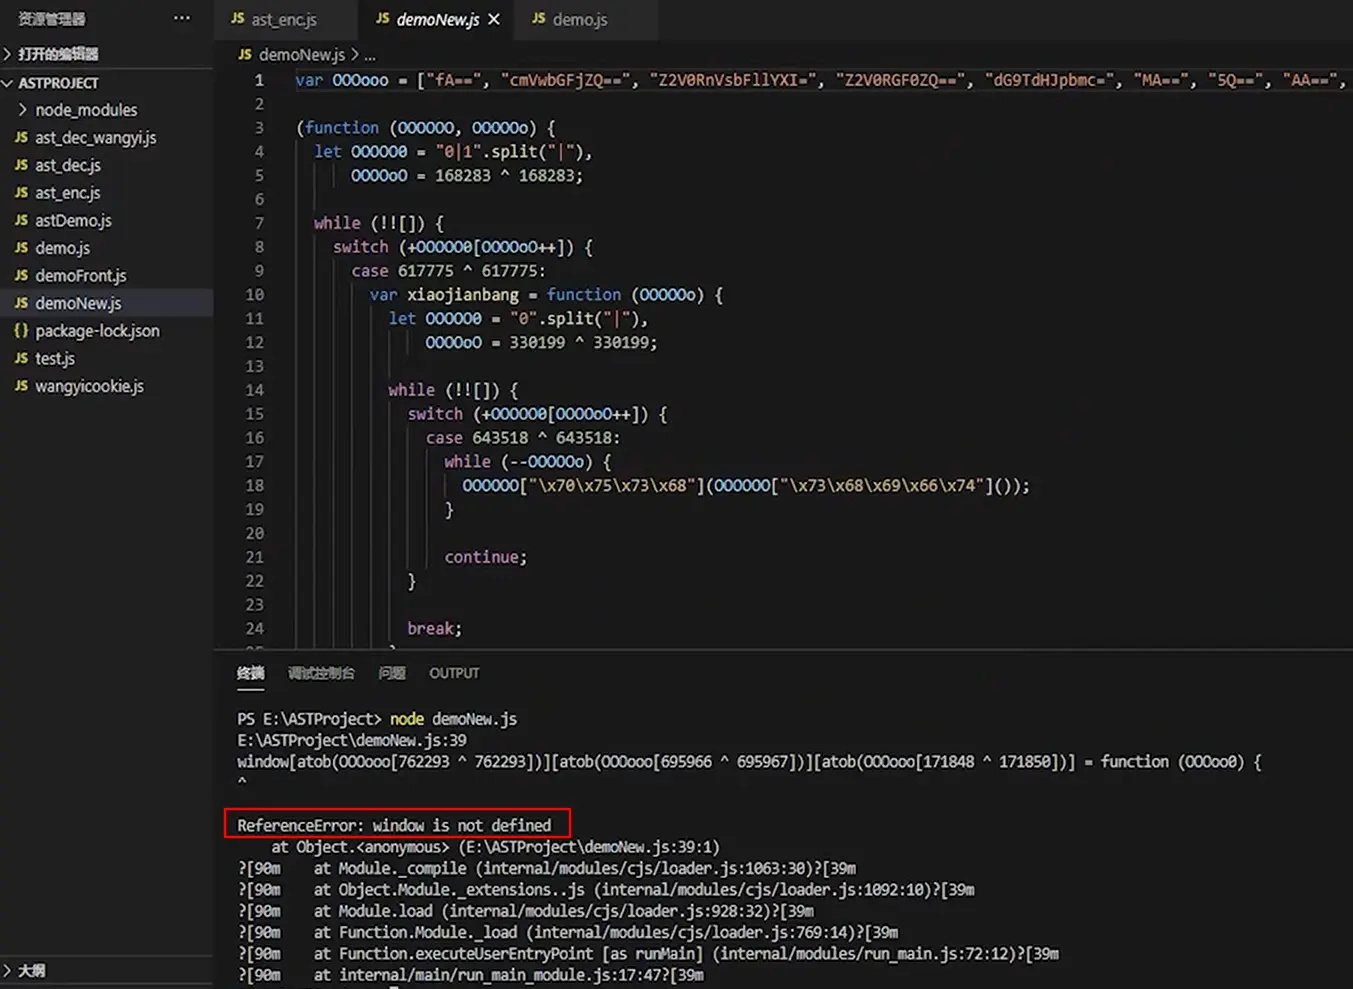 资源管理器 ···
打开的编辑器
ASTPROJECT
node_modules
JS ast_dec_wangyi.js
JS ast_dec.js
JS ast_enc.js
JS astDemo.js
JS demo.js
JS demoFront.js
JS demoNew.js
{} package-lock.json
JS test.js
JS wangyicookie.js
大纲
JS ast_enc.js
JS demoNew.js ×
JS demo.js
JS demoNew.js > ...
1 var OOOooo = ["fA==", "cmVwbGFjZQ==", "Z2V0RnVsbFllYXI=", "Z2V0RGF0ZQ==", "dG9TdHJpbmc=", "MA==", "5Q==", "AA==",
2
3 (function (OOOOOO, OOOOOo) {
4 let OOOOO0 = "0|1".split("|"),
5 OOOOoO = 168283 ^ 168283;
6
7 while (!![]) {
8 switch (+OOOOO0[OOOOoO++]) {
9 case 617775 ^ 617775:
10 var xiaojianbang = function (OOOOOo) {
11 let OOOOO0 = "0".split("|"),
12 OOOOoO = 330199 ^ 330199;
13
14 while (!![]) {
15 switch (+OOOOO0[OOOOoO++]) {
16 case 643518 ^ 643518:
17 while (--OOOOOo) {
18 OOOOOO["\x70\x75\x73\x68"](OOOOOO["\x73\x68\x69\x66\x74"]());
19 }
20
21 continue;
22 }
23
24 break;
终端 调试控制台 问题 OUTPUT
PS E:\ASTProject> node demoNew.js
E:\ASTProject\demoNew.js:39
window[atob(OOOooo[762293 ^ 762293])][atob(OOOooo[695966 ^ 695967])][atob(OOOooo[171848 ^ 171850])] = function (OOOoo0) {
^
ReferenceError: window is not defined
at Object.<anonymous> (E:\ASTProject\demoNew.js:39:1)
?[90m at Module._compile (internal/modules/cjs/loader.js:1063:30)?[39m
?[90m at Object.Module._extensions..js (internal/modules/cjs/loader.js:1092:10)?[39m
?[90m at Module.load (internal/modules/cjs/loader.js:928:32)?[39m
?[90m at Function.Module._load (internal/modules/cjs/loader.js:769:14)?[39m
?[90m at Function.executeUserEntryPoint [as runMain] (internal/modules/run_main.js:72:12)?[39m
?[90m at internal/main/run_main_module.js:17:47?[39m